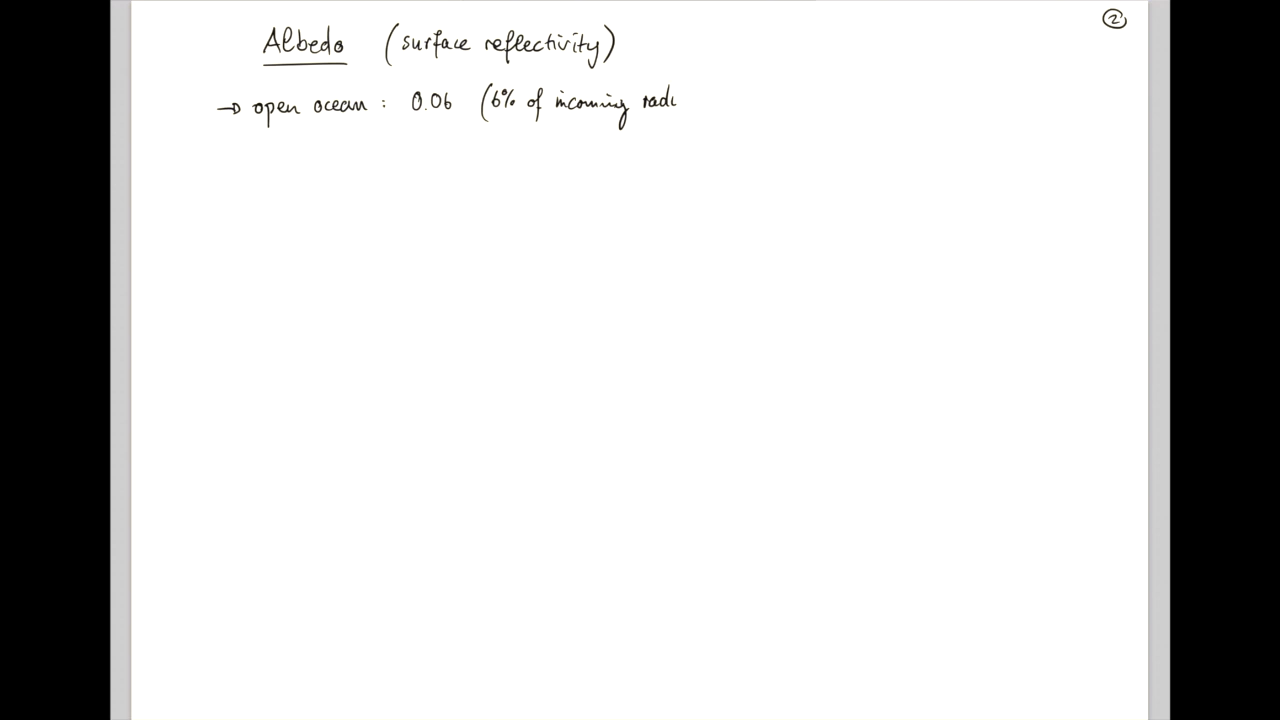 ②
Albedo (surface reflectivity)
→ open ocean : 0.06 (6% of incoming radi